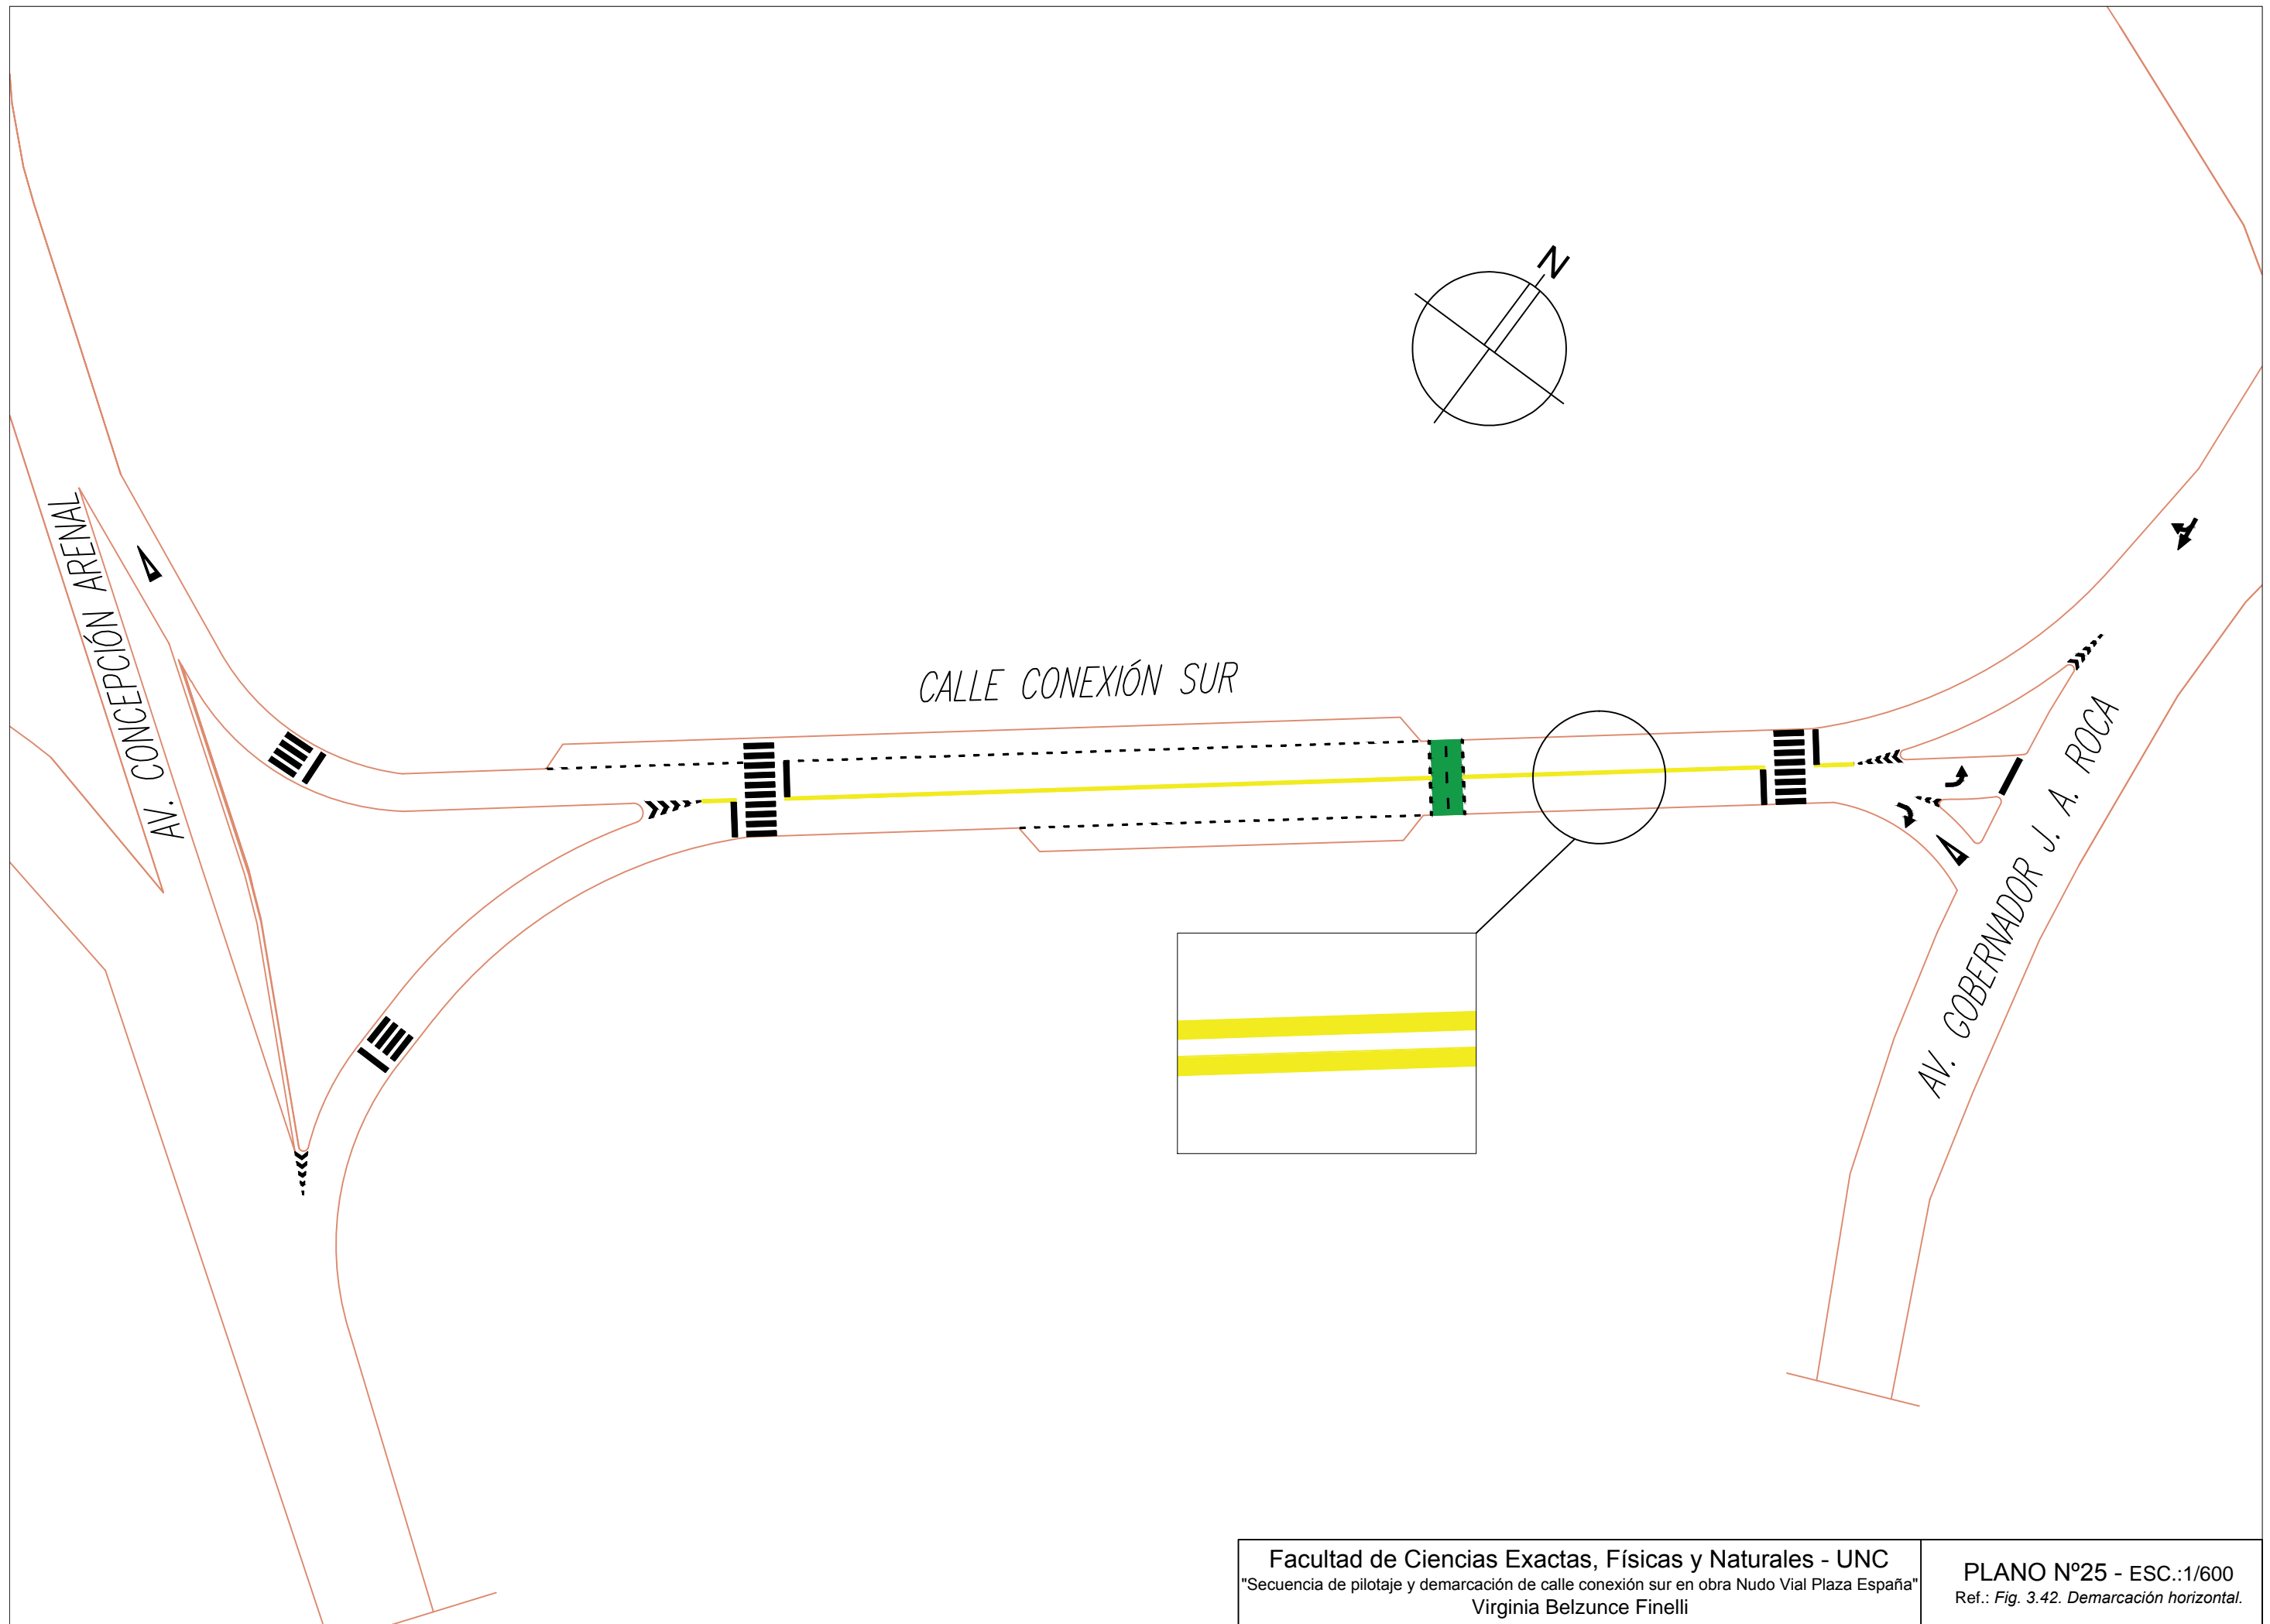 N
AV. CONCEPCIÓN ARENAL
CALLE CONEXIÓN SUR
AV. GOBERNADOR J. A. ROCA
Facultad de Ciencias Exactas, Físicas y Naturales - UNC
"Secuencia de pilotaje y demarcación de calle conexión sur en obra Nudo Vial Plaza España"
Virginia Belzunce Finelli
PLANO Nº25 - ESC.:1/600
Ref.: Fig. 3.42. Demarcación horizontal.